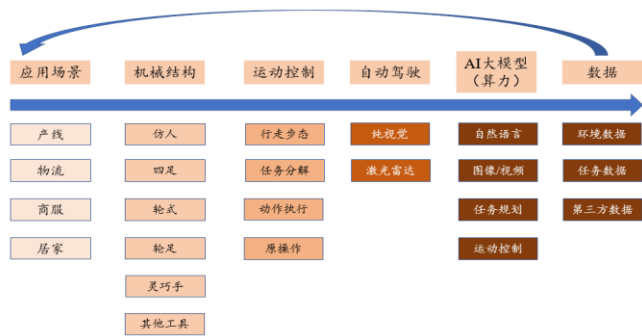 应用场景
机械结构
运动控制
自动驾驶
AI大模型
（算力）
数据
产线
仿人
行走步态
纯视觉
自然语言
环境数据
物流
四足
任务分解
激光雷达
图像/视频
任务数据
商服
轮式
动作执行
任务规划
第三方数据
居家
轮足
原操作
运动控制
灵巧手
其他工具